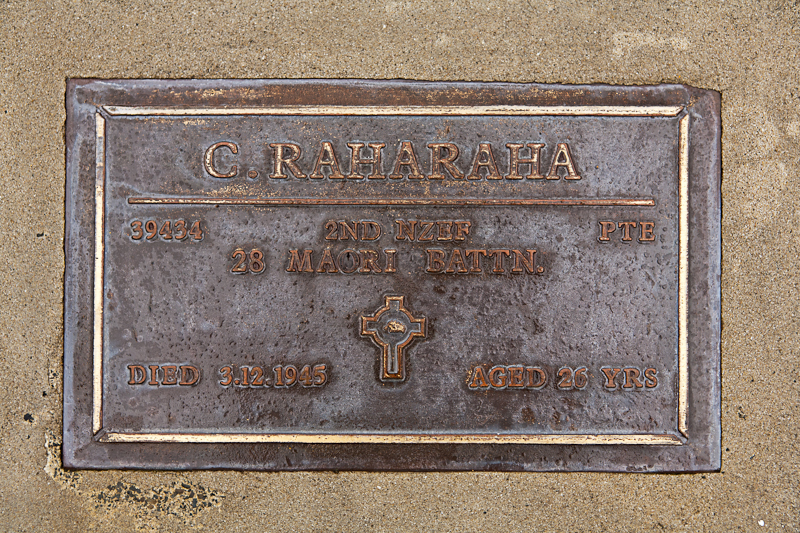 C. RAHARAHA
39434 2ND NZEF PTE
28 MAORI BATTN.
DIED 3.12.1945 AGED 26 YRS